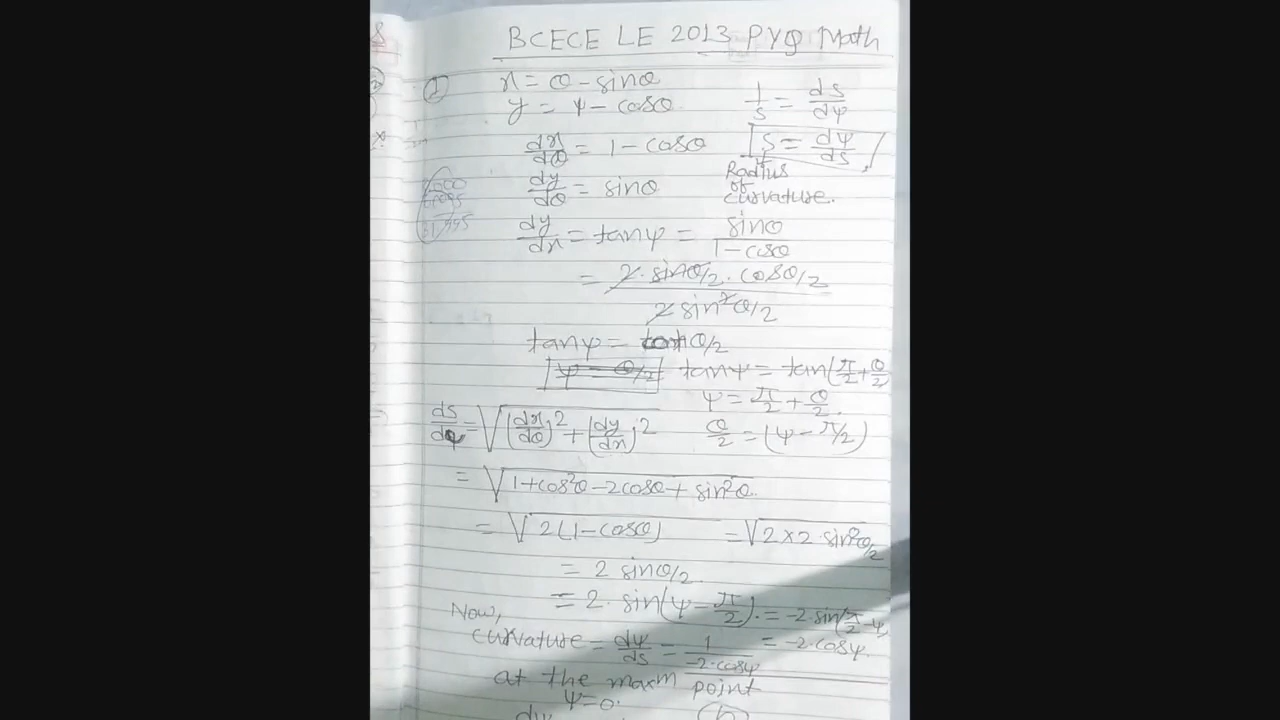 BCECE LE 2013 PYQ Math
① x = θ - sinθ
y = ψ - cosθ
1/s = ds/dψ
dx/dθ = 1 - cosθ
s = dψ/ds
Radius of curvature.
dy/dθ = sinθ
dy/dx = tanψ = sinθ/1-cosθ
= 2·sinθ/2·cosθ/2 / 2sin²θ/2
tanψ = cotθ/2
ψ = θ/2
tanψ = tan(π/2 + θ/2
ψ = π/2 + θ/2.
ds/dψ = √(dx/dθ)² + (dy/dx)²
θ/2 = (ψ - π/2)
= √1+cos²θ-2cosθ+sin²θ.
= √2(1-cosθ) = √2×2 sin²θ/2
= 2 sinθ/2
= 2·sin(ψ - π/2). = -2·sin(π/2 - ψ)
= -2·cosψ.
Now,
curvature = dψ/ds = 1/-2·cosψ
at the maxm point
ψ = 0·
(b)